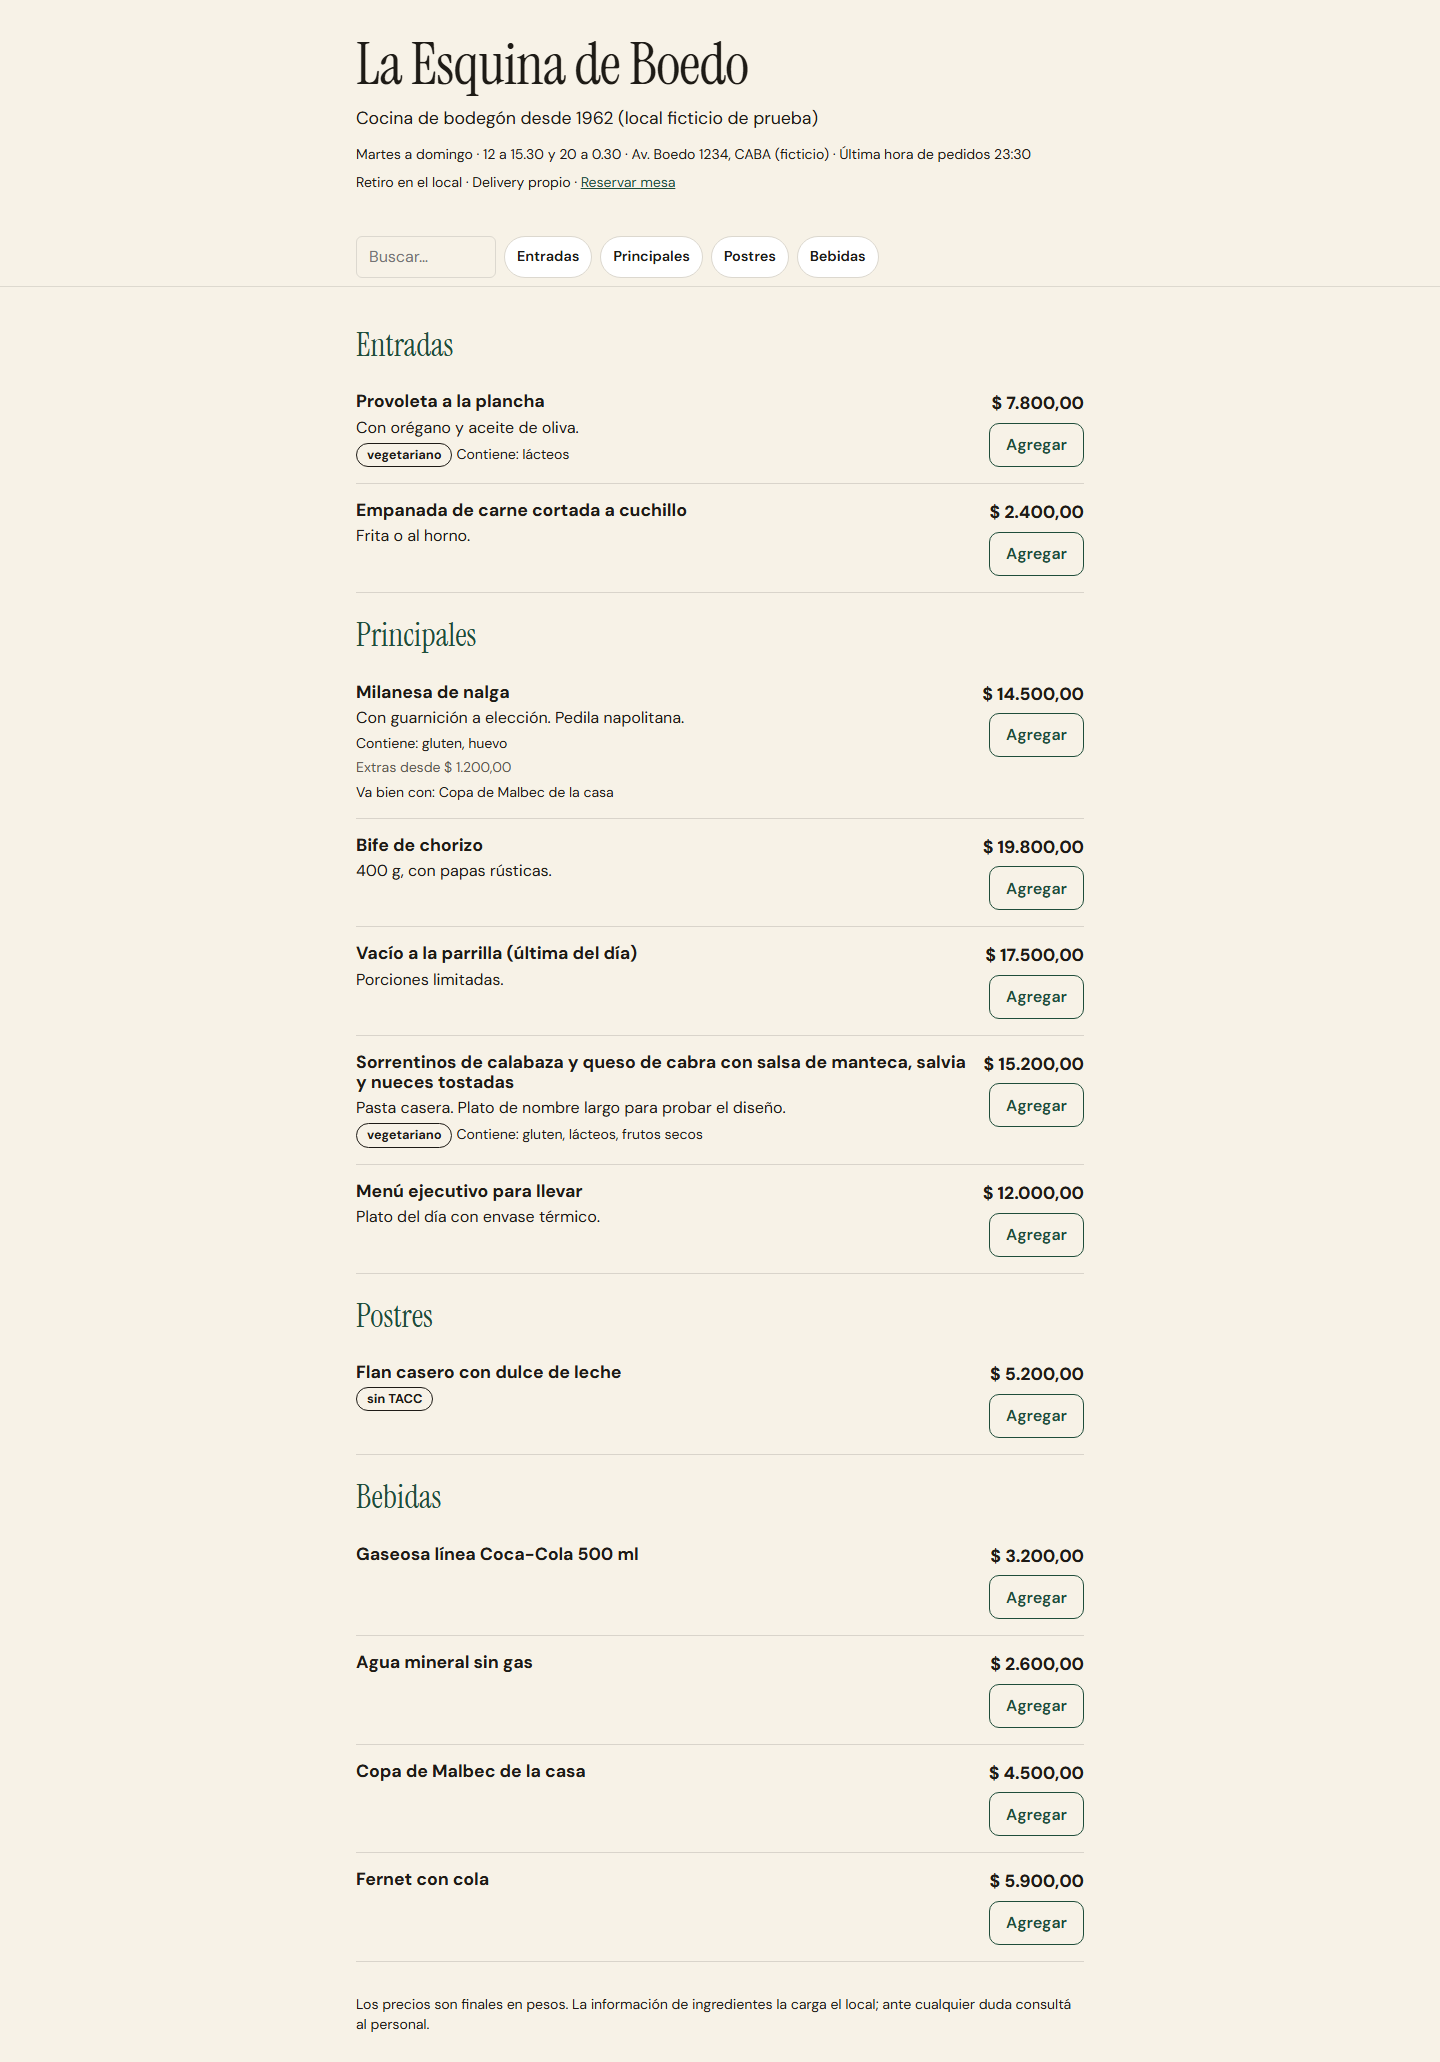 La Esquina de Boedo
Cocina de bodegón desde 1962 (local ficticio de prueba)
Martes a domingo · 12 a 15.30 y 20 a 0.30 · Av. Boedo 1234, CABA (ficticio) · Última hora de pedidos 23:30
Retiro en el local · Delivery propio · Reservar mesa
Buscar... Entradas Principales Postres Bebidas
Entradas
Provoleta a la plancha $ 7.800,00
Con orégano y aceite de oliva.
vegetariano Contiene: lácteos Agregar
Empanada de carne cortada a cuchillo $ 2.400,00
Frita o al horno. Agregar
Principales
Milanesa de nalga $ 14.500,00
Con guarnición a elección. Pedila napolitana. Agregar
Contiene: gluten, huevo
Extras desde $ 1.200,00
Va bien con: Copa de Malbec de la casa
Bife de chorizo $ 19.800,00
400 g, con papas rústicas. Agregar
Vacío a la parrilla (última del día) $ 17.500,00
Porciones limitadas. Agregar
Sorrentinos de calabaza y queso de cabra con salsa de manteca, salvia $ 15.200,00
y nueces tostadas
Pasta casera. Plato de nombre largo para probar el diseño. Agregar
vegetariano Contiene: gluten, lácteos, frutos secos
Menú ejecutivo para llevar $ 12.000,00
Plato del día con envase térmico. Agregar
Postres
Flan casero con dulce de leche $ 5.200,00
sin TACC Agregar
Bebidas
Gaseosa línea Coca-Cola 500 ml $ 3.200,00
Agregar
Agua mineral sin gas $ 2.600,00
Agregar
Copa de Malbec de la casa $ 4.500,00
Agregar
Fernet con cola $ 5.900,00
Agregar
Los precios son finales en pesos. La información de ingredientes la carga el local; ante cualquier duda consultá
al personal.